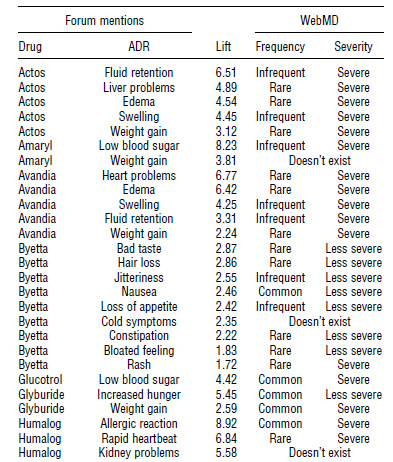 Forum mentions WebMD
Drug ADR Lift Frequency Severity
Actos Fluid retention 6.51 Infrequent Severe
Actos Liver problems 4.89 Rare Severe
Actos Edema 4.54 Rare Severe
Actos Swelling 4.45 Infrequent Severe
Actos Weight gain 3.12 Rare Severe
Amaryl Low blood sugar 8.23 Infrequent Severe
Amaryl Weight gain 3.81 Doesn't exist
Avandia Heart problems 6.77 Rare Severe
Avandia Edema 6.42 Rare Severe
Avandia Swelling 4.25 Infrequent Severe
Avandia Fluid retention 3.31 Infrequent Severe
Avandia Weight gain 2.24 Rare Severe
Byetta Bad taste 2.87 Rare Less severe
Byetta Hair loss 2.86 Rare Less severe
Byetta Jitteriness 2.55 Infrequent Less severe
Byetta Nausea 2.46 Common Less severe
Byetta Loss of appetite 2.42 Infrequent Less severe
Byetta Cold symptoms 2.35 Doesn't exist
Byetta Constipation 2.22 Rare Less severe
Byetta Bloated feeling 1.83 Rare Less severe
Byetta Rash 1.72 Rare Severe
Glucotrol Low blood sugar 4.42 Common Severe
Glyburide Increased hunger 5.45 Common Less severe
Glyburide Weight gain 2.59 Common Severe
Humalog Allergic reaction 8.92 Common Severe
Humalog Rapid heartbeat 6.84 Rare Severe
Humalog Kidney problems 5.58 Doesn't exist